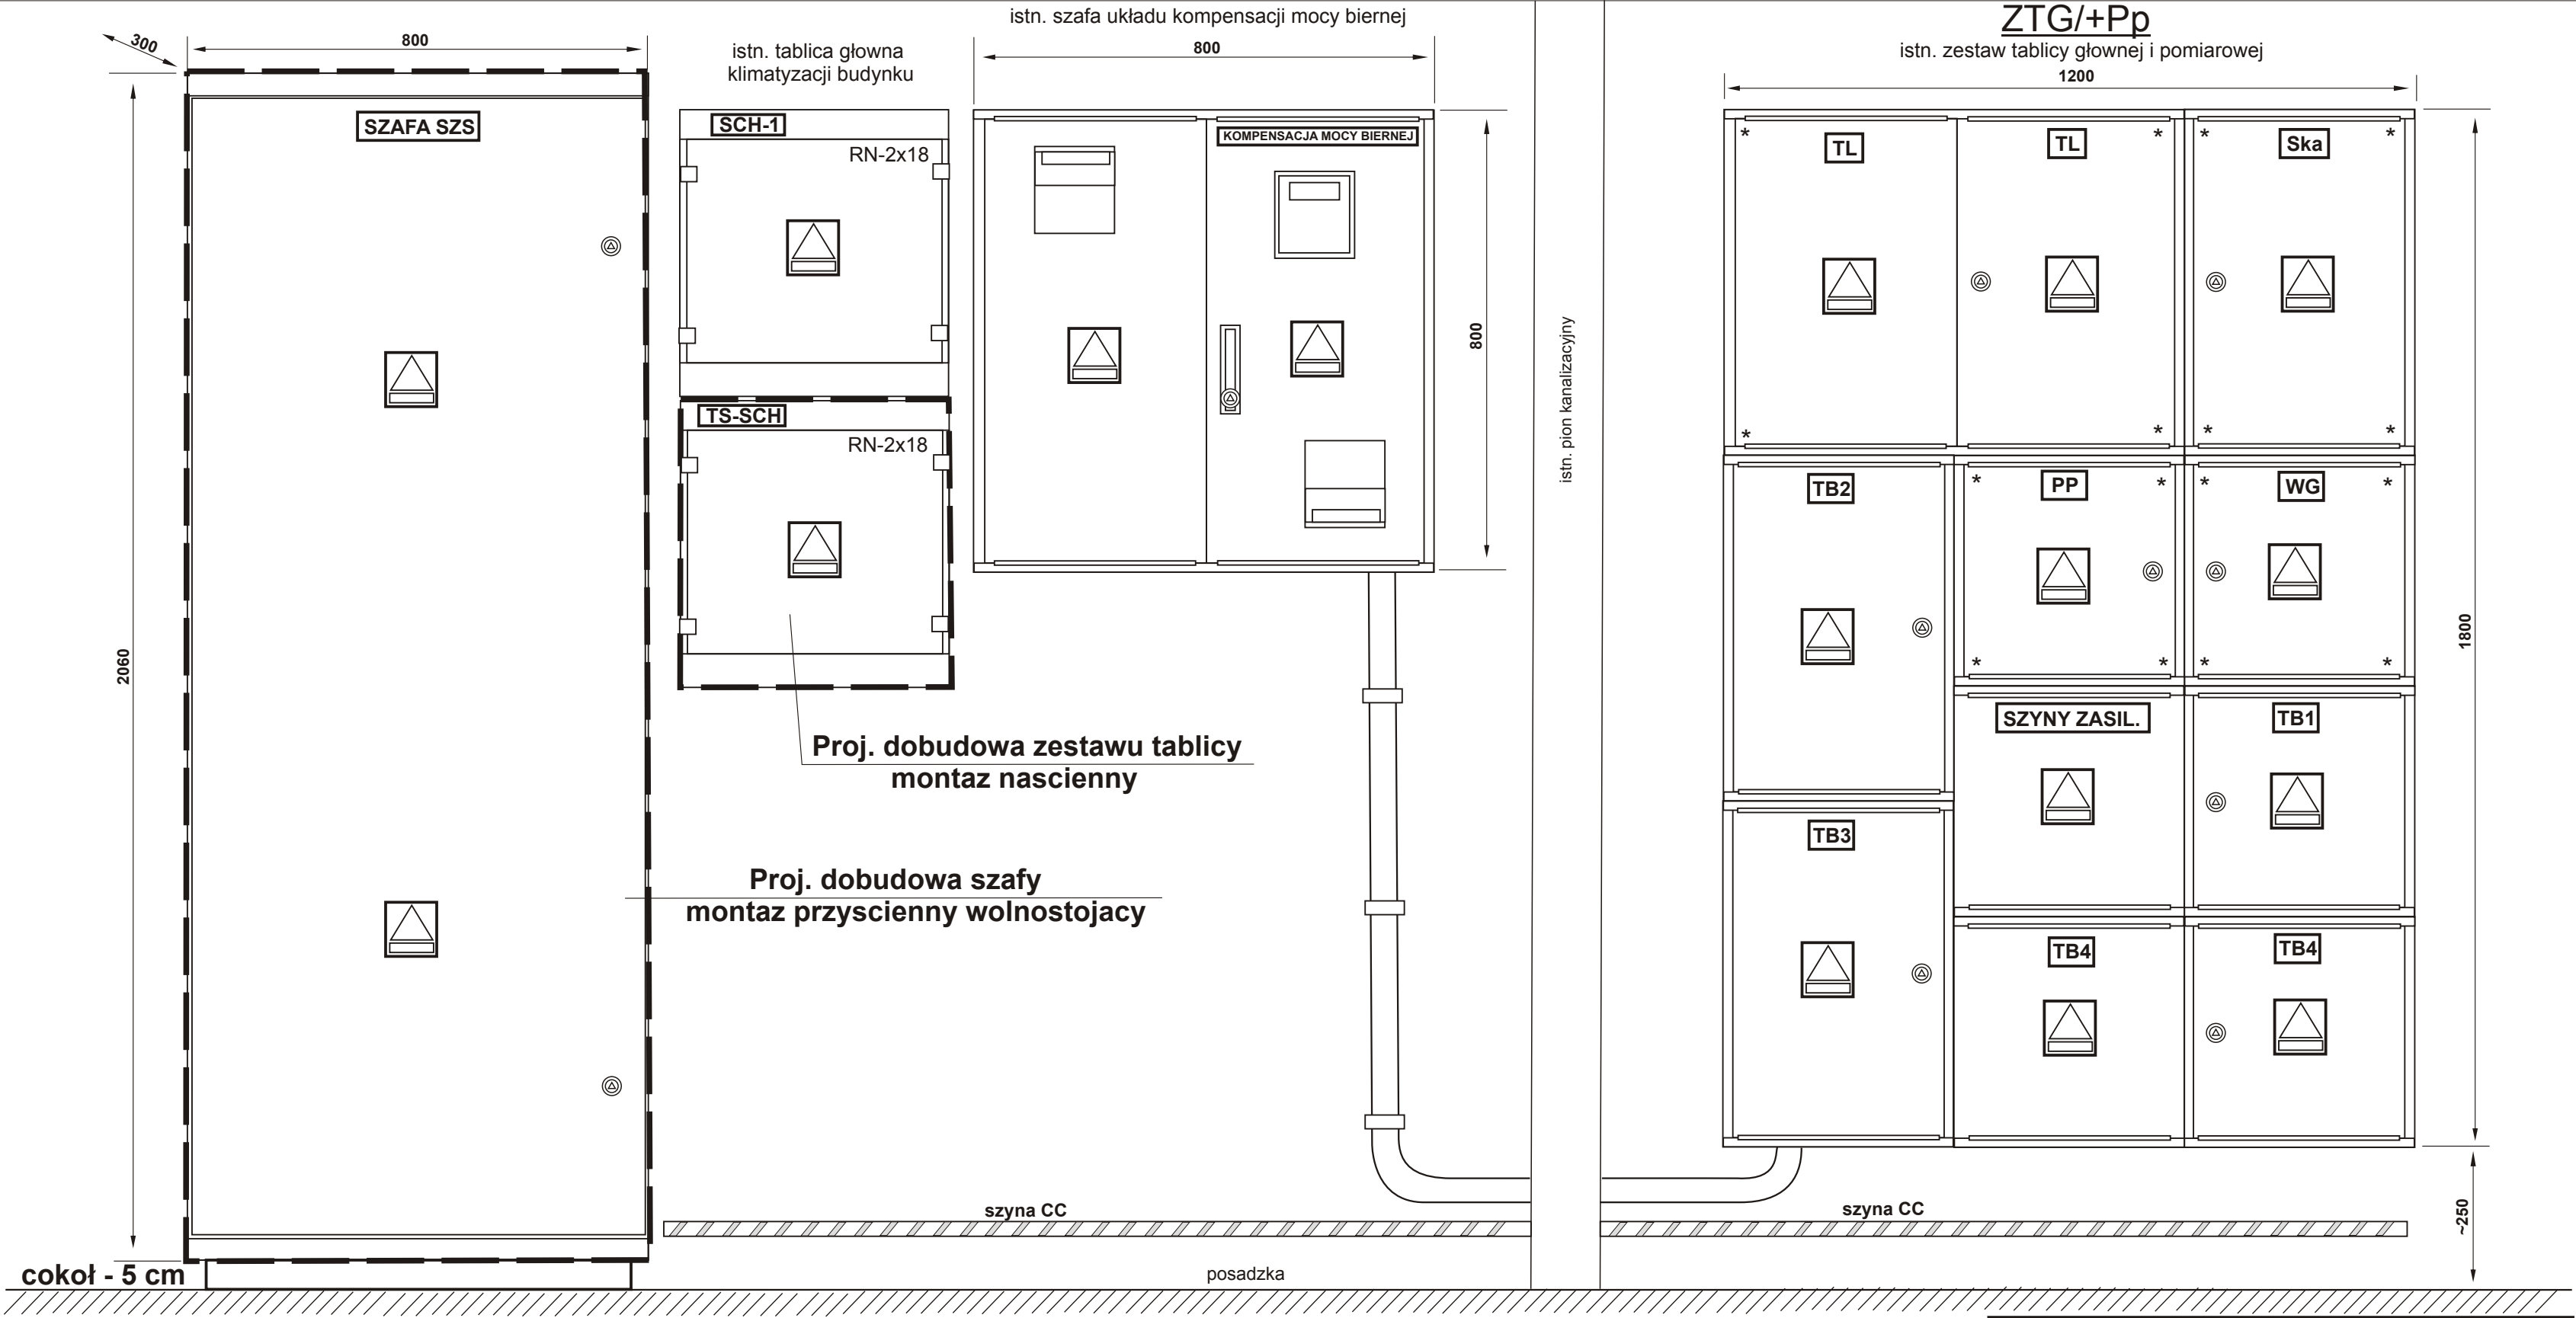 300
800
SZAFA SZS
2060
cokoł - 5 cm
istn. tablica głowna
klimatyzacji budynku
SCH-1
RN-2x18
TS-SCH
RN-2x18
Proj. dobudowa zestawu tablicy
montaz nascienny
Proj. dobudowa szafy
montaz przyscienny wolnostojacy
istn. szafa układu kompensacji mocy biernej
800
KOMPENSACJA MOCY BIERNEJ
800
istn. pion kanalizacyjny
szyna CC
posadzka
ZTG/+Pp
istn. zestaw tablicy głownej i pomiarowej
1200
* TL TL * * Ska *
* * * *
TB2 * PP * * WG *
* * * *
SZYNY ZASIL. TB1
TB3
TB4 TB4
1800
~250
szyna CC